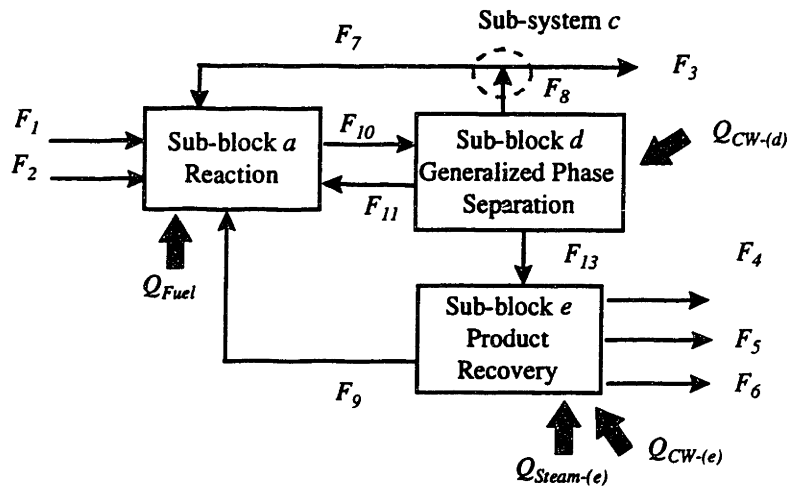 Sub-system c
F7
F3
F8
F1
F2
Sub-block a
Reaction
F10
F11
Sub-block d
Generalized Phase
Separation
QCW-(d)
QFuel
F13
F4
Sub-block e
Product
Recovery
F5
F6
F9
QCW-(e)
QSteam-(e)